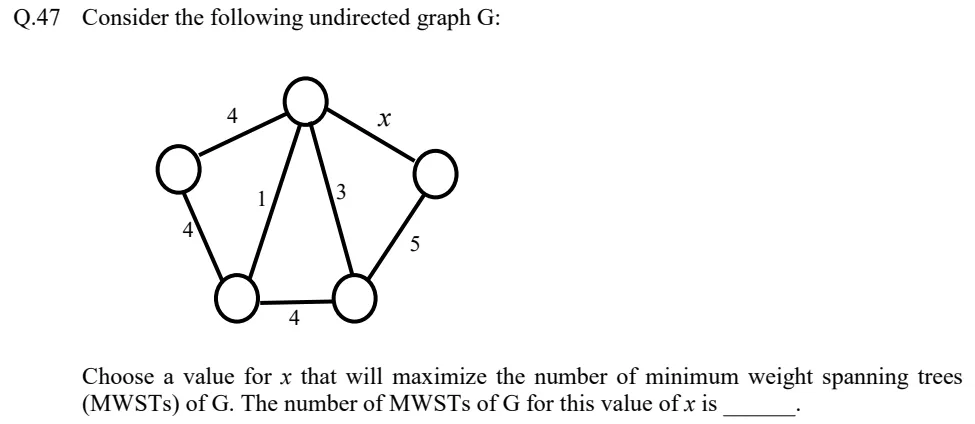 Q.47 Consider the following undirected graph G:
4
x
1
3
4
5
4
Choose a value for x that will maximize the number of minimum weight spanning trees
(MWSTs) of G. The number of MWSTs of G for this value of x is ______.